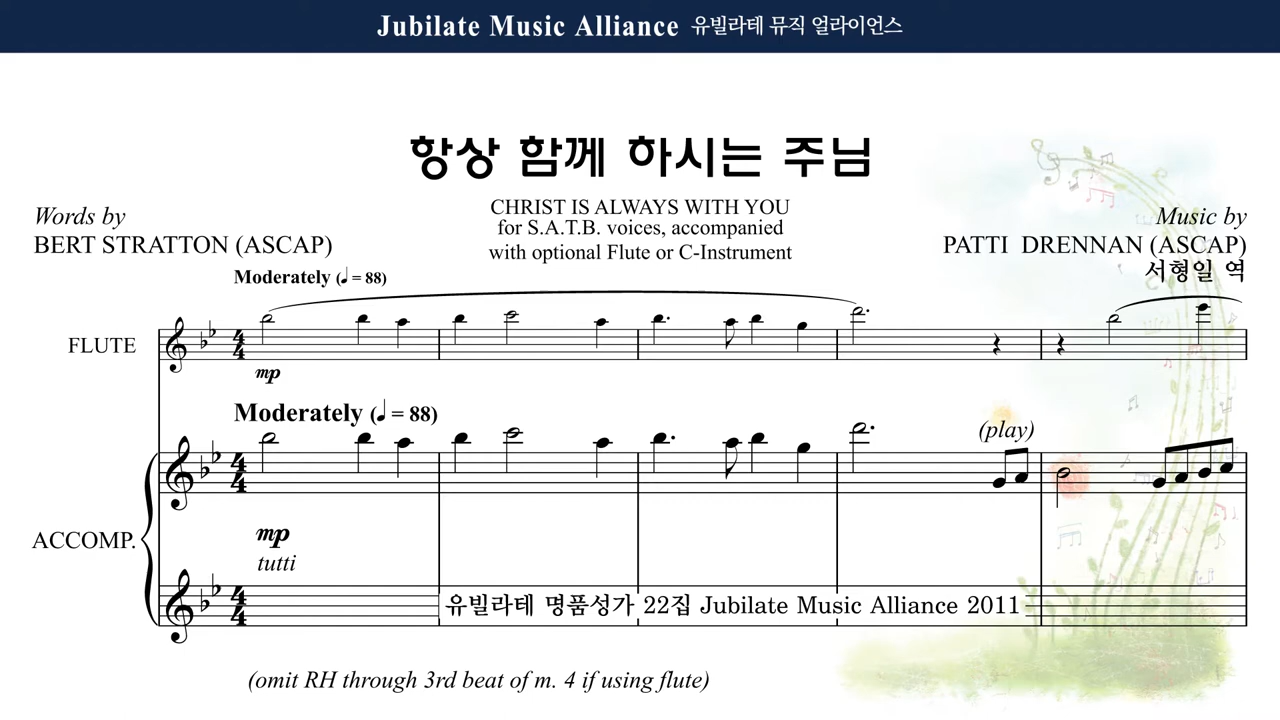 Jubilate Music Alliance 유빌라테 뮤직 얼라이언스
항상 함께 하시는 주님
CHRIST IS ALWAYS WITH YOU
for S.A.T.B. voices, accompanied
with optional Flute or C-Instrument
Words by
BERT STRATTON (ASCAP)
Music by
PATTI DRENNAN (ASCAP)
서형일 역
Moderately (♩ = 88)
FLUTE
mp
Moderately (♩ = 88)
(play)
ACCOMP.
mp
tutti
유빌라테 명품성가 22집 Jubilate Music Alliance 2011
(omit RH through 3rd beat of m. 4 if using flute)